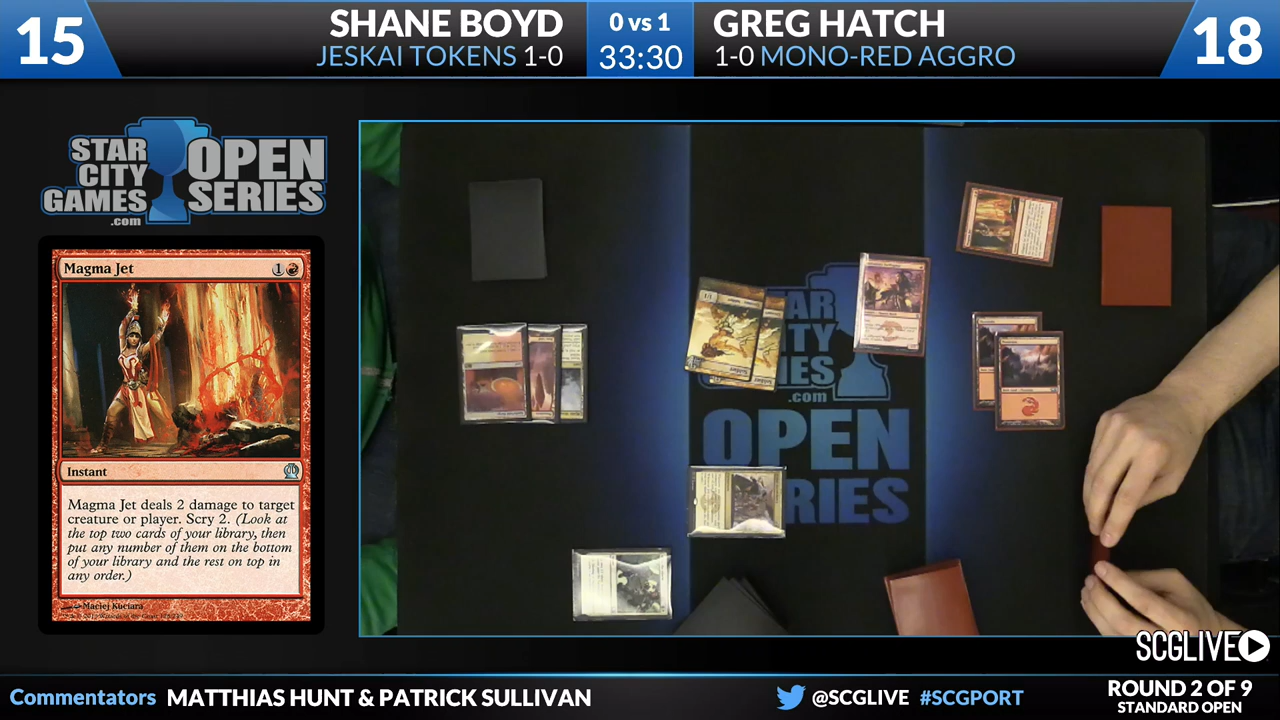 15
SHANE BOYD
JESKAI TOKENS 1-0
0 vs 1
33:30
GREG HATCH
1-0 MONO-RED AGGRO
18
STAR
CITY
GAMES
.com
OPEN
SERIES
Magma Jet 1
Instant
Magma Jet deals 2 damage to target
creature or player. Scry 2. (Look at
the top two cards of your library, then
put any number of them on the bottom
of your library and the rest on top in
any order.)
Maciej Kuciara
.com
OPEN
SERIES
SCGLIVE
Commentators MATTHIAS HUNT & PATRICK SULLIVAN
@SCGLIVE #SCGPORT
ROUND 2 OF 9
STANDARD OPEN